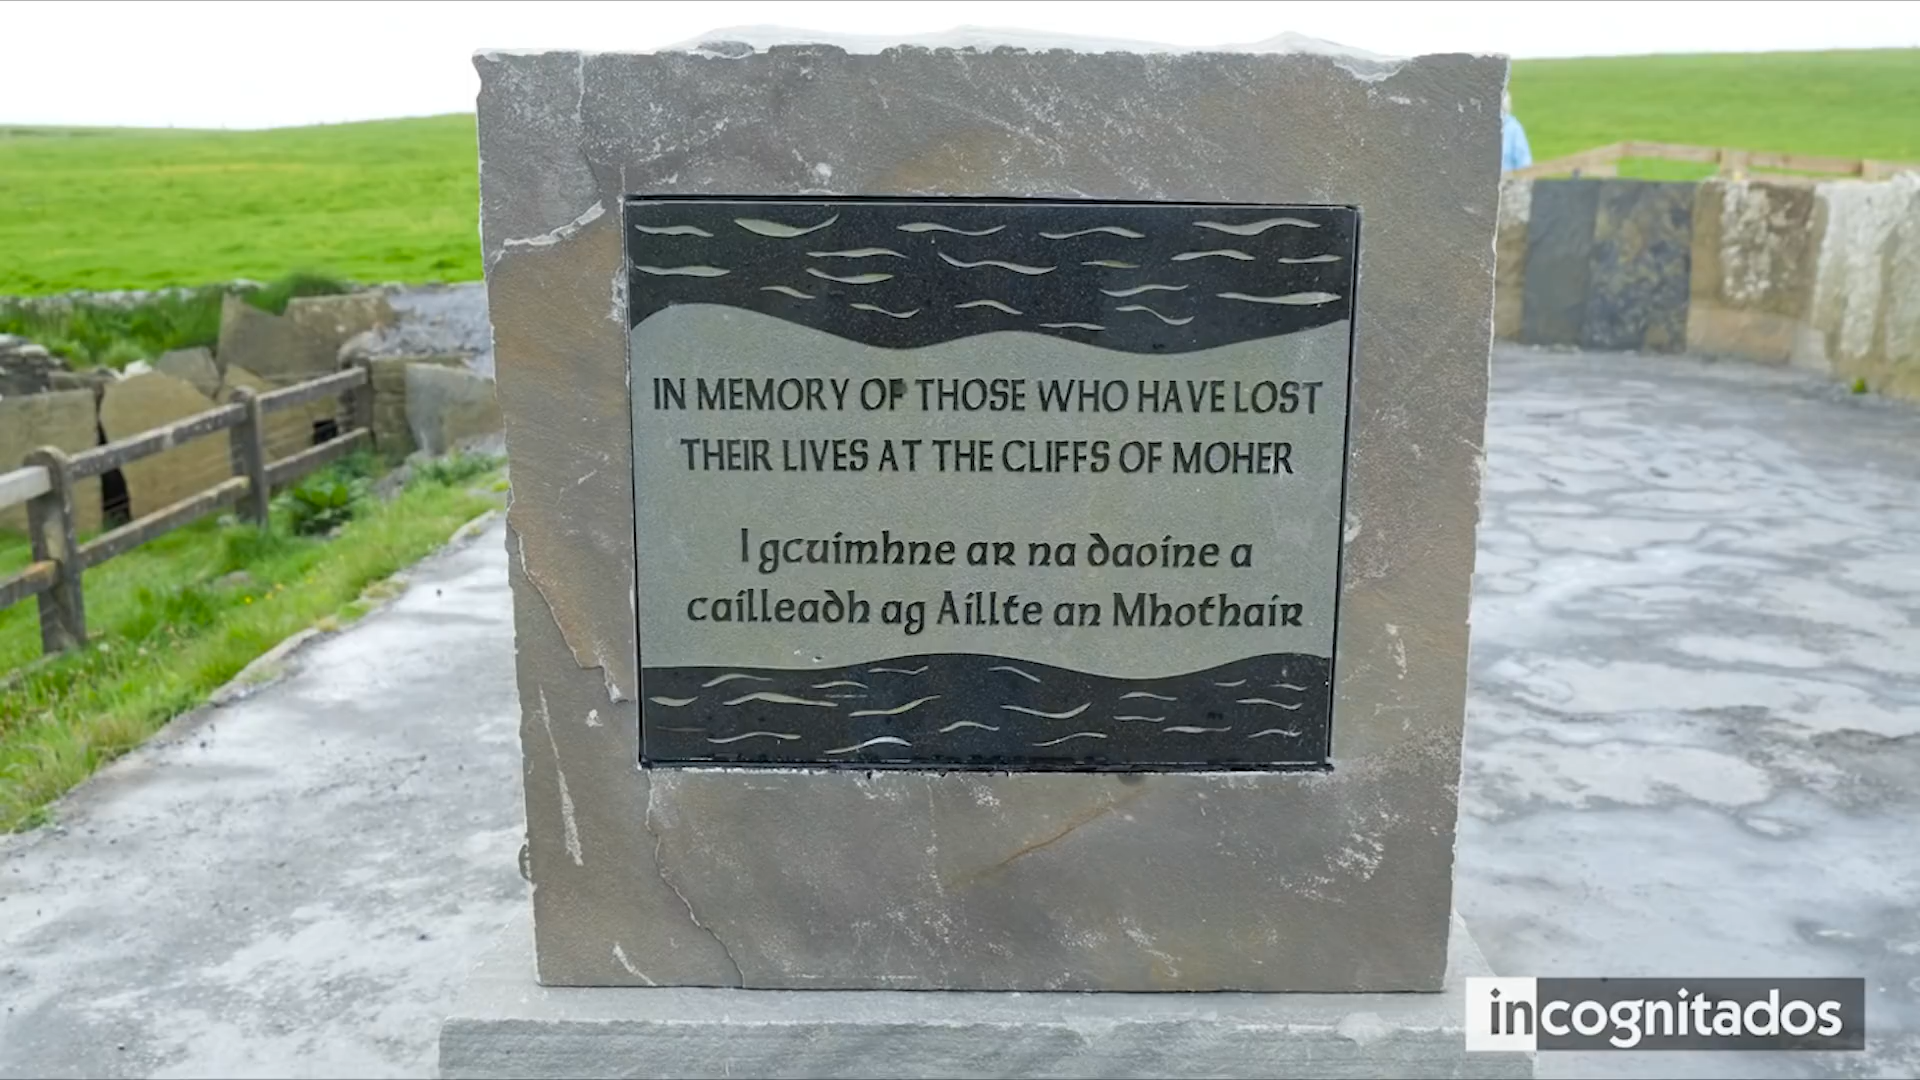 IN MEMORY OF THOSE WHO HAVE LOST
THEIR LIVES AT THE CLIFFS OF MOHER
I gcuimhne ar na daoine a
cailleadh ag Aillte an Mhothair
incognitados